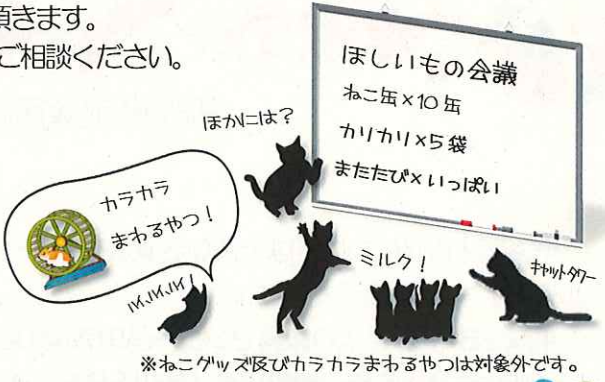 頂きます。
ご相談ください。
ほしいもの会議
ねこ缶×10缶
カリカリ×5袋
またたび×いっぱい
ほかには？
カラカラ
まわるやつ！
ハイ、ハイ、ハイ！
ミルク！
キャットタワー
※ねこグッズ及びカラカラまわるやつは対象外です。